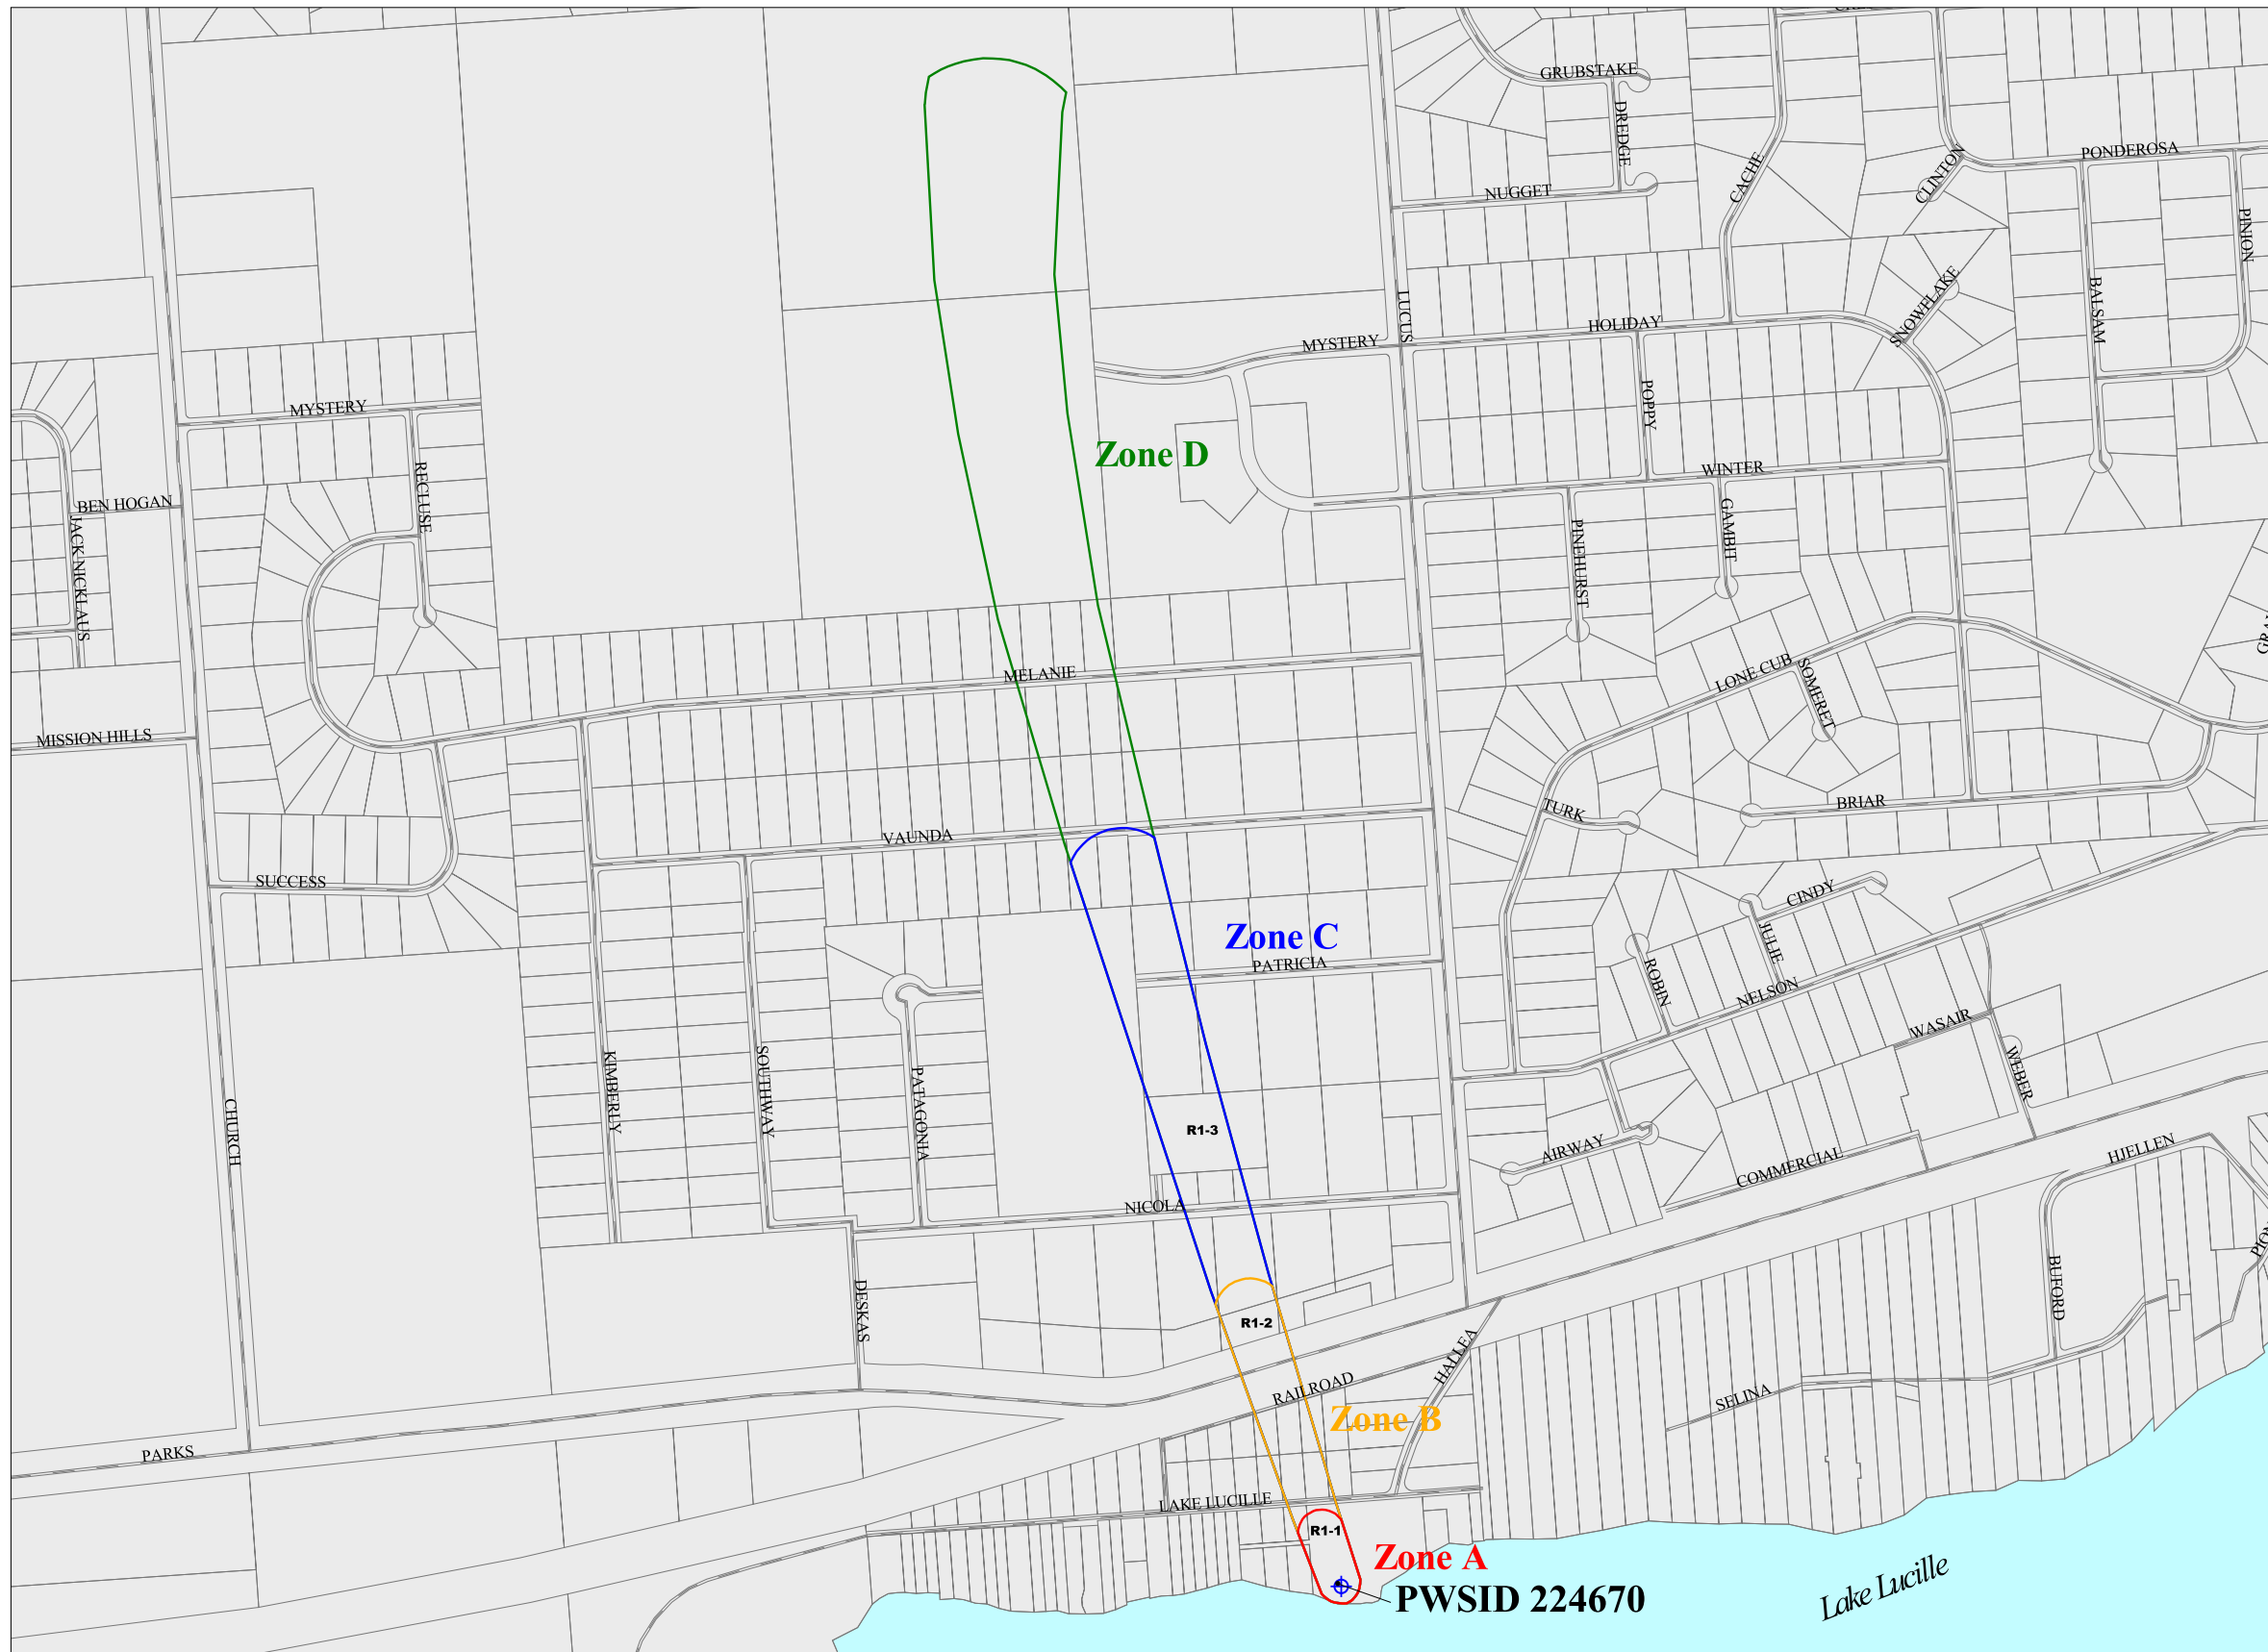 GRUBSTAKE
DREDGE
NUGGET
CACHE
CLINTON
PONDEROSA
PINION
BALSAM
SNOWFLAKE
LUCUS
HOLIDAY
MYSTERY
POPPY
MYSTERY
RECLUSE
BEN HOGAN
JACKNICKLAUS
Zone D
WINTER
GAMBIT
PINEHURST
LONE CUB
SOMERET
MELANIE
MISSION HILLS
TURK
BRIAR
VAUNDA
SUCCESS
CINDY
JULIE
Zone C
PATRICIA
ROBIN
NELSON
WASAIR
WEBER
KIMBERLY
SOUTHWAY
PATAGONIA
CHURCH
R1-3
AIRWAY
COMMERCIAL
HJELLEN
NICOLA
BUFORD
DESKAS
R1-2
HALLEA
RAILROAD
SELINA
Zone B
PARKS
LAKE LUCILLE
R1-1
Zone A
PWSID 224670
Lake Lucille